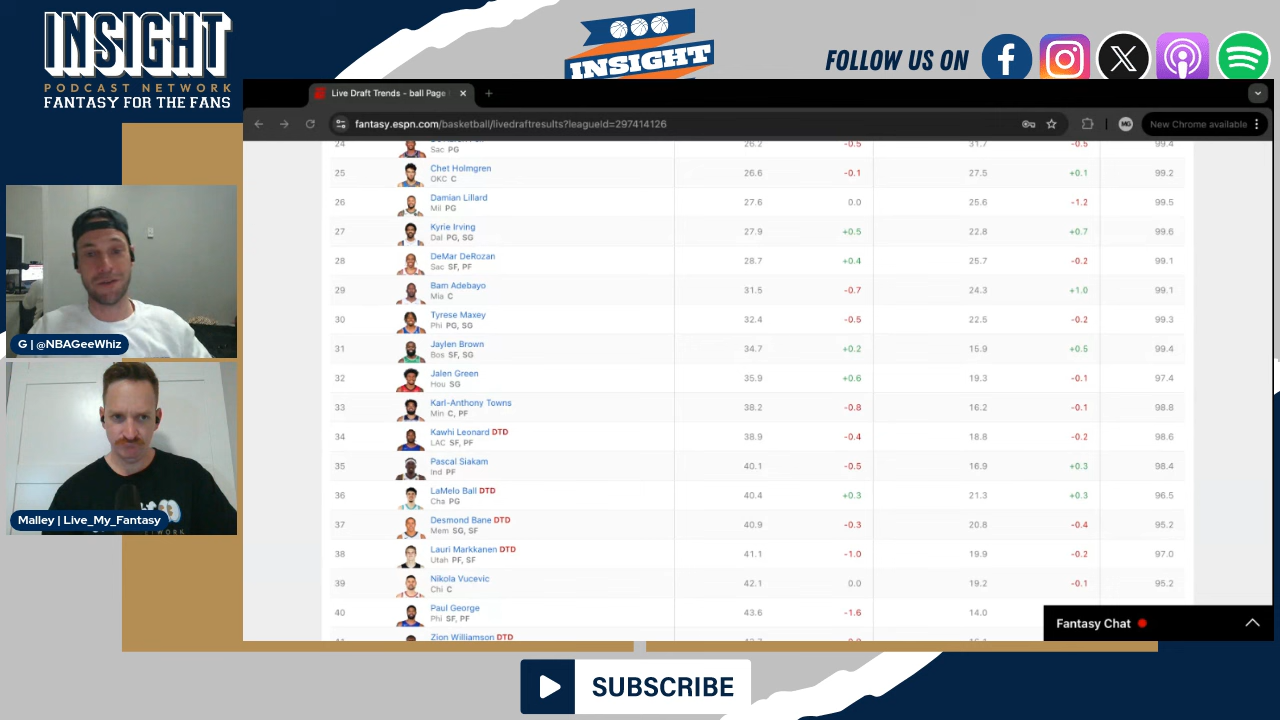 INSIGHT
PODCAST NETWORK
FANTASY FOR THE FANS
INSIGHT
FOLLOW US ON
Live Draft Trends - ball Page
fantasy.espn.com/basketball/livedraftresults?leagueId=297414126
MG
New Chrome available
24 26.2 -0.5 31.7 -0.5 99.4
Sac PG
25 Chet Holmgren 26.6 -0.1 27.5 +0.1 99.2
OKC C
26 Damian Lillard 27.6 0.0 25.6 -1.2 99.5
Mil PG
27 Kyrie Irving 27.9 +0.5 22.8 +0.7 99.6
Dal PG, SG
28 DeMar DeRozan 28.7 +0.4 25.7 -0.2 99.1
Sac SF, PF
29 Bam Adebayo 31.5 -0.7 24.3 +1.0 99.1
Mia C
30 Tyrese Maxey 32.4 -0.5 22.5 -0.2 99.3
Phi PG, SG
31 Jaylen Brown 34.7 +0.2 15.9 +0.5 99.4
Bos SF, SG
32 Jalen Green 35.9 +0.6 19.3 -0.1 97.4
Hou SG
33 Karl-Anthony Towns 38.2 -0.8 16.2 -0.1 98.8
Min C, PF
34 Kawhi Leonard DTD 38.9 -0.4 18.8 -0.2 98.6
LAC SF, PF
35 Pascal Siakam 40.1 -0.5 16.9 +0.3 98.4
Ind PF
36 LaMelo Ball DTD 40.4 +0.3 21.3 +0.3 96.5
Cha PG
37 Desmond Bane DTD 40.9 -0.3 20.8 -0.4 95.2
Mem SG, SF
38 Lauri Markkanen DTD 41.1 -1.0 19.9 -0.2 97.0
Utah PF, SF
39 Nikola Vucevic 42.1 0.0 19.2 -0.1 95.2
Chi C
40 Paul George 43.6 -1.6 14.0
Phi SF, PF
Zion Williamson DTD
Fantasy Chat
G | @NBAGeeWhiz
Malley | Live_My_Fantasy
SUBSCRIBE